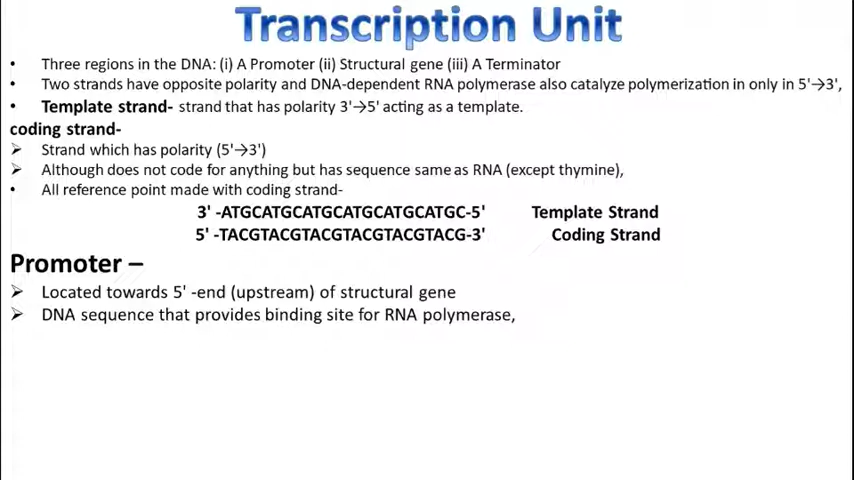 Transcription Unit
• Three regions in the DNA: (i) A Promoter (ii) Structural gene (iii) A Terminator
• Two strands have opposite polarity and DNA-dependent RNA polymerase also catalyze polymerization in only in 5'→3',
• Template strand- strand that has polarity 3'→5' acting as a template.
coding strand-
➢ Strand which has polarity (5'→3')
➢ Although does not code for anything but has sequence same as RNA (except thymine),
• All reference point made with coding strand-
3' -ATGCATGCATGCATGCATGCATGC-5' Template Strand
5' -TACGTACGTACGTACGTACGTACG-3' Coding Strand
Promoter –
➢ Located towards 5' -end (upstream) of structural gene
➢ DNA sequence that provides binding site for RNA polymerase,